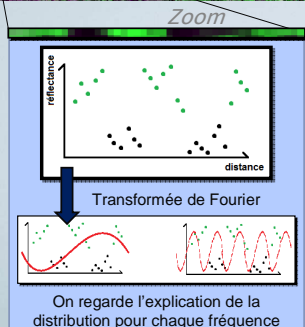 Zoom
réflectance
distance
Transformée de Fourier
On regarde l'explication de la
distribution pour chaque fréquence